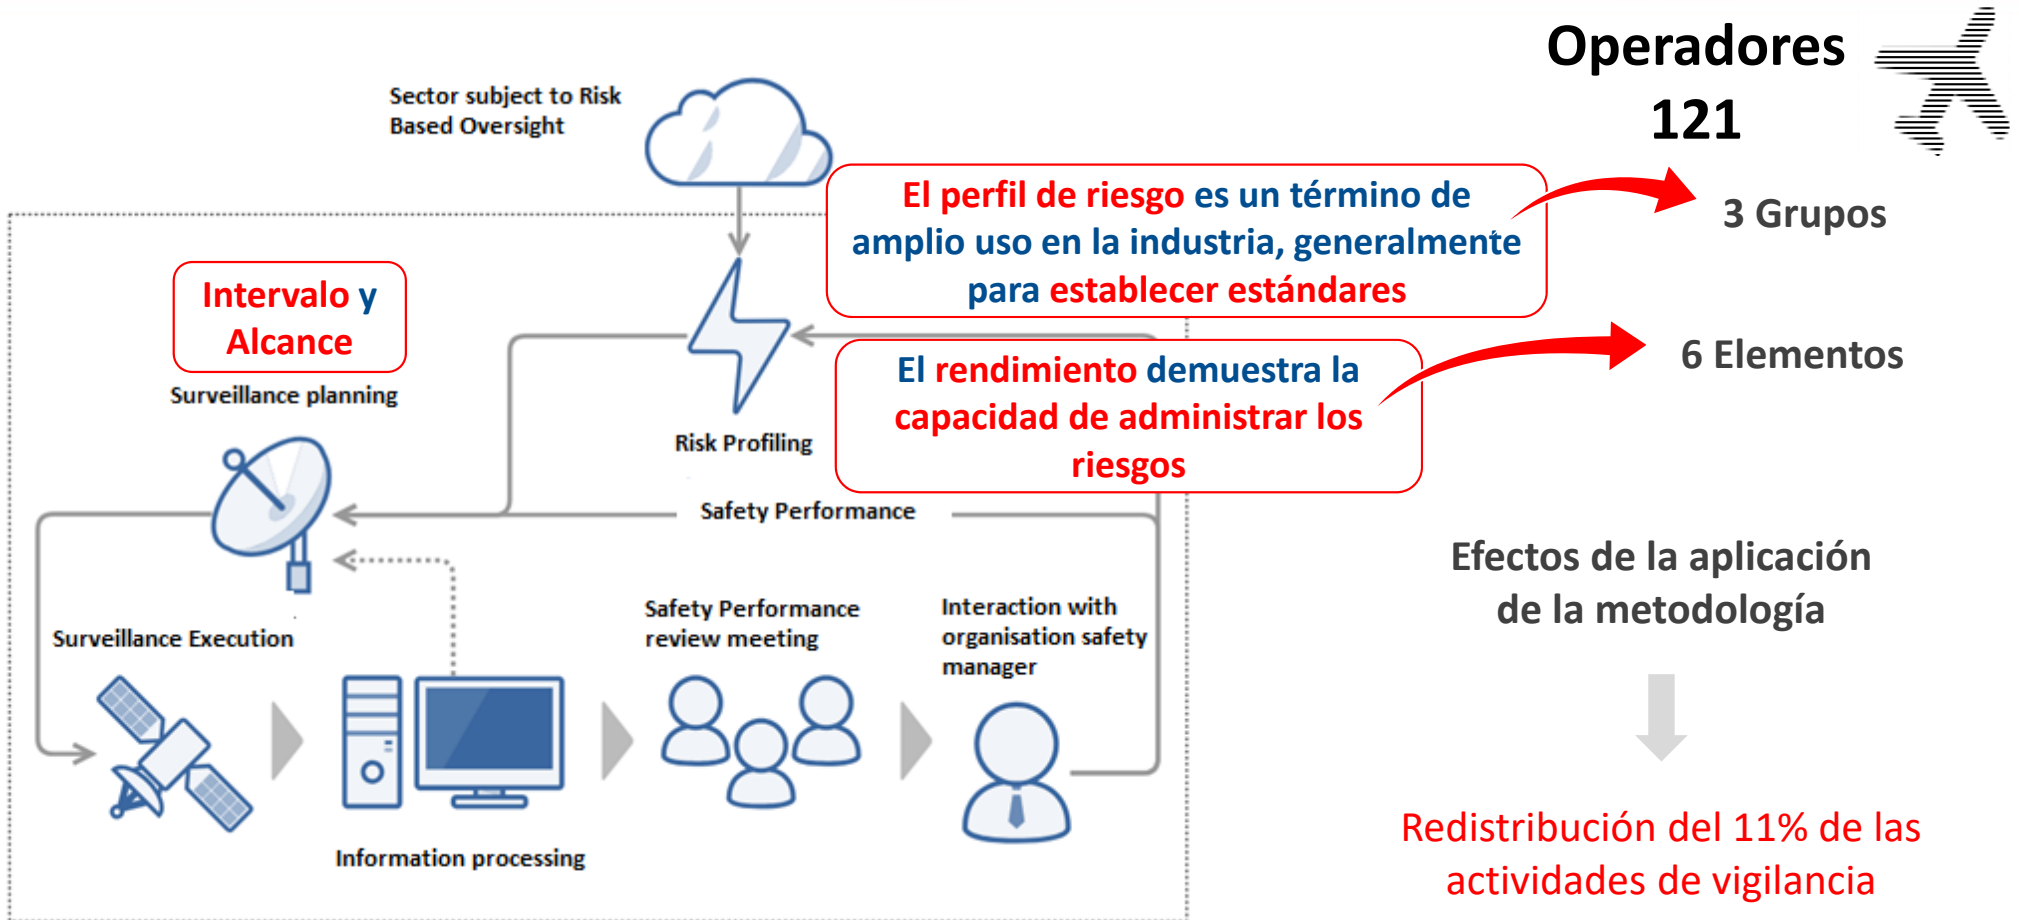 Operadores
121
Sector subject to Risk
Based Oversight
El perfil de riesgo es un término de
amplio uso en la industria, generalmente
para establecer estándares
3 Grupos
Intervalo y
Alcance
Surveillance planning
El rendimiento demuestra la
capacidad de administrar los
riesgos
6 Elementos
Risk Profiling
Safety Performance
Efectos de la aplicación
de la metodología
Surveillance Execution
Safety Performance
review meeting
Interaction with
organisation safety
manager
Information processing
Redistribución del 11% de las
actividades de vigilancia